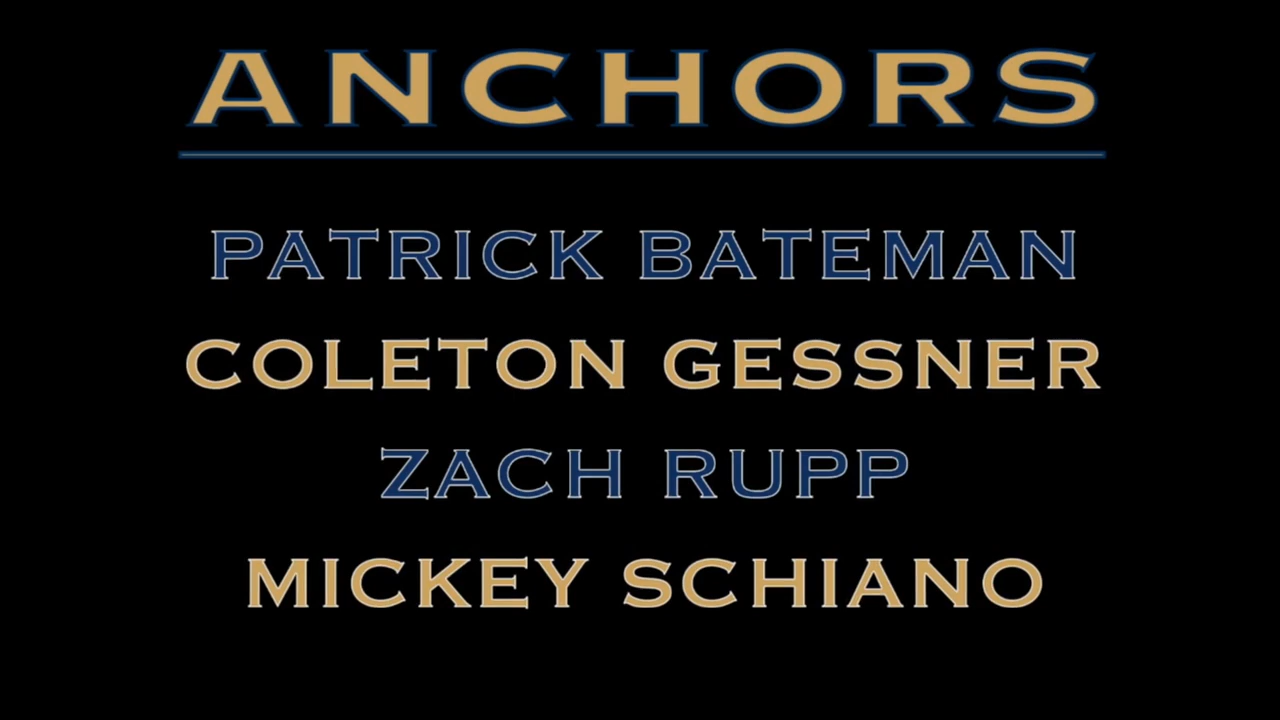 ANCHORS
PATRICK BATEMAN
COLETON GESSNER
ZACH RUPP
MICKEY SCHIANO